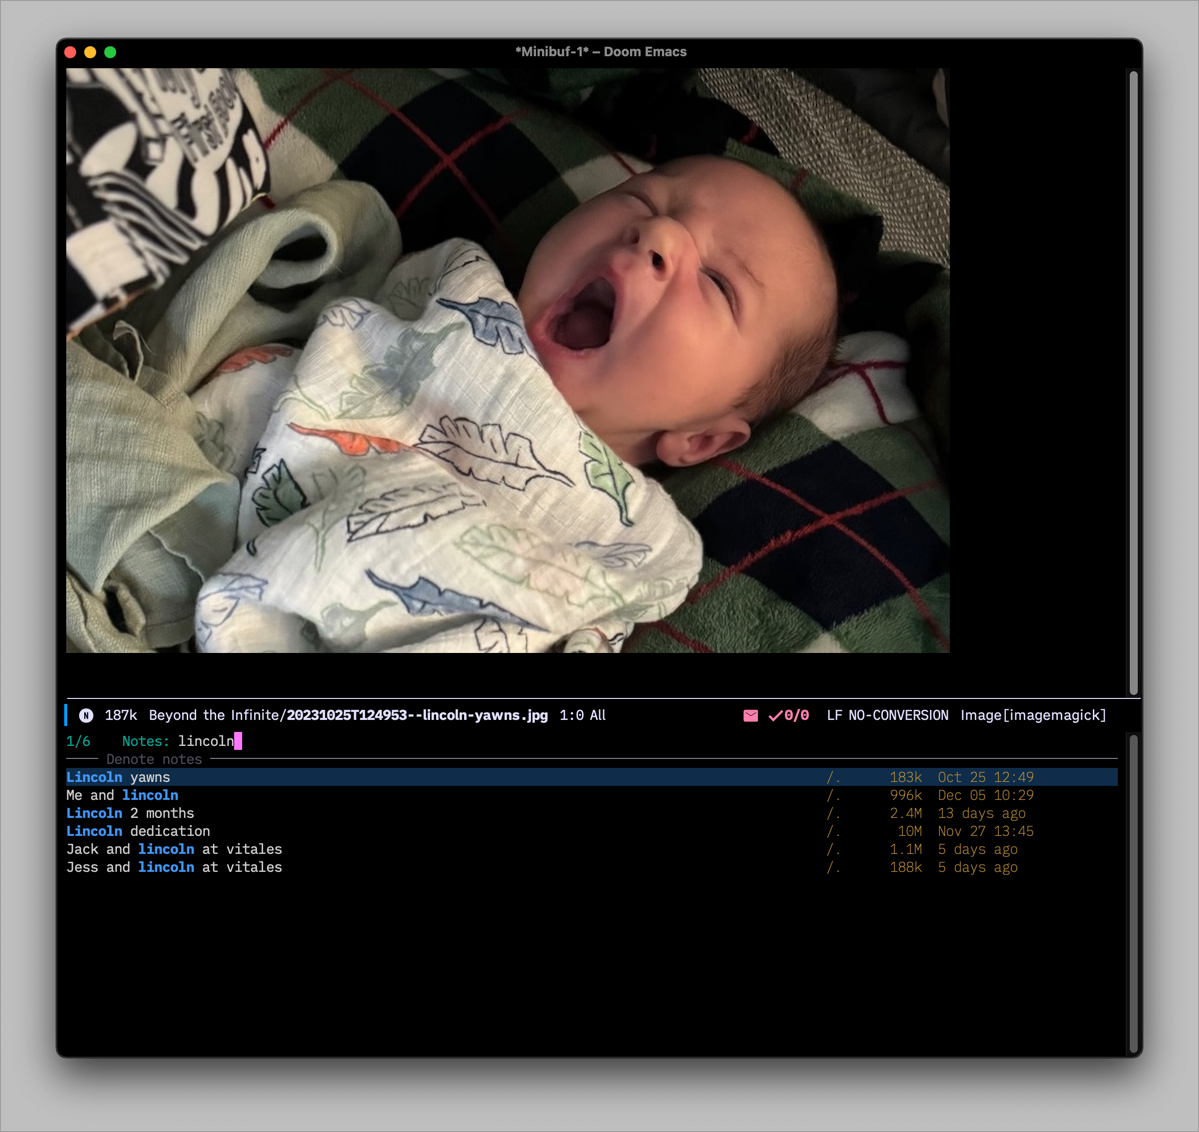 *Minibuf-1* – Doom Emacs
First
N 187k Beyond the Infinite/20231025T124953--lincoln-yawns.jpg 1:0 All ✓0/0 LF NO-CONVERSION Image[imagemagick]
1/6 Notes: lincoln
Denote notes
Lincoln yawns /. 183k Oct 25 12:49
Me and lincoln /. 996k Dec 05 10:29
Lincoln 2 months /. 2.4M 13 days ago
Lincoln dedication /. 10M Nov 27 13:45
Jack and lincoln at vitales /. 1.1M 5 days ago
Jess and lincoln at vitales /. 188k 5 days ago